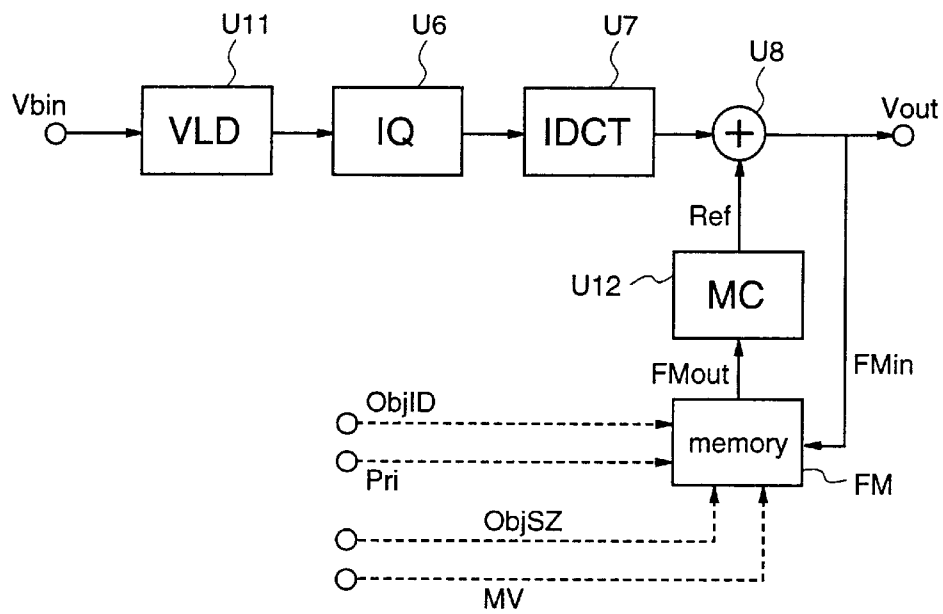 U11
U6
U7
U8
Vbin
Vout
VLD
IQ
IDCT
+
Ref
U12
MC
FMout
FMin
ObjID
memory
Pri
FM
ObjSZ
MV